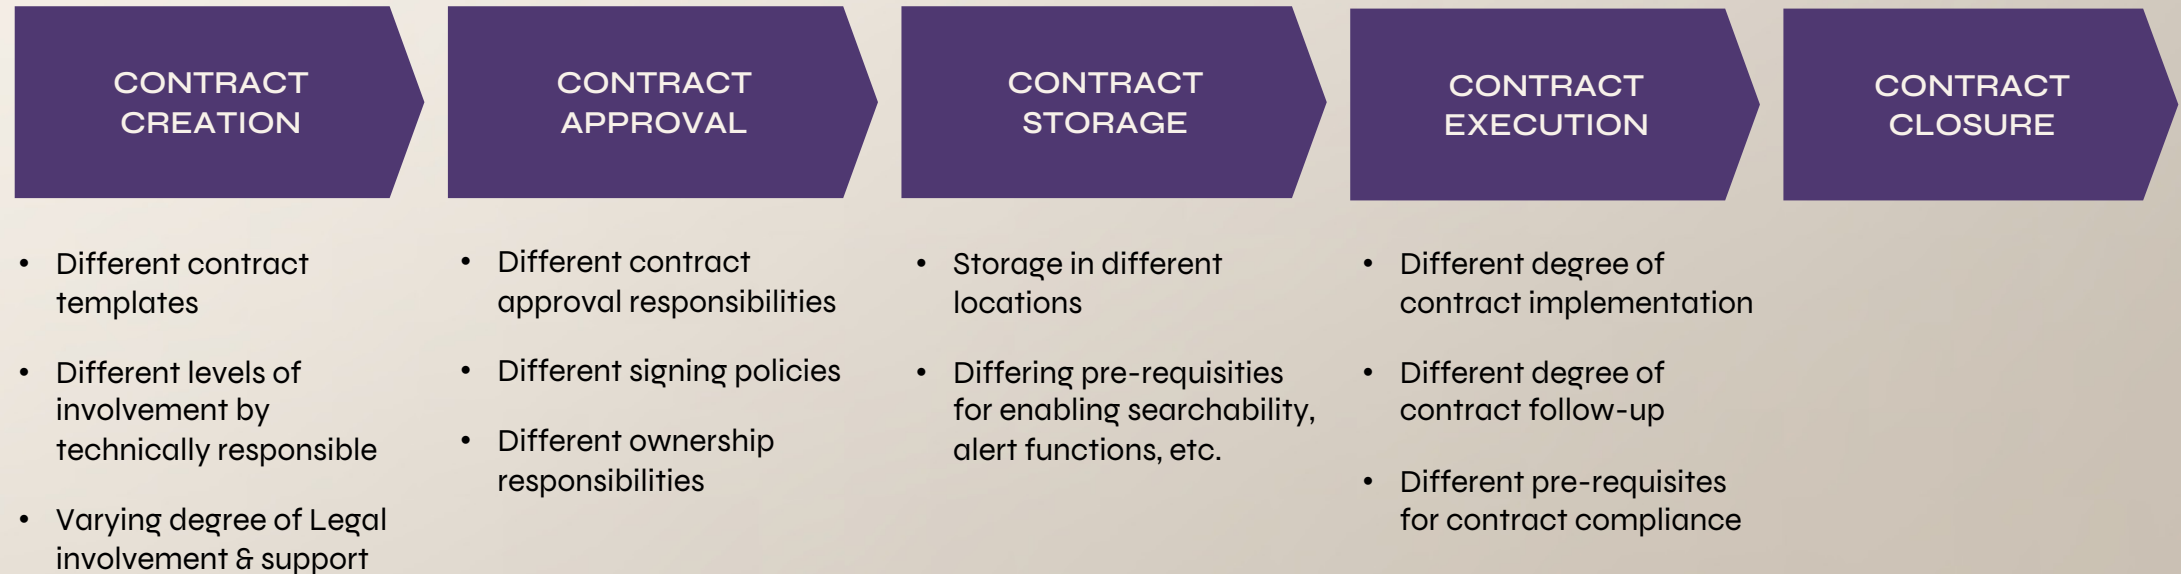 CONTRACT
CREATION
CONTRACT
APPROVAL
CONTRACT
STORAGE
CONTRACT
EXECUTION
CONTRACT
CLOSURE
• Different contract
templates
• Different levels of
involvement by
technically responsible
• Varying degree of Legal
involvement & support
• Different contract
approval responsibilities
• Different signing policies
• Different ownership
responsibilities
• Storage in different
locations
• Differing pre-requisities
for enabling searchability,
alert functions, etc.
• Different degree of
contract implementation
• Different degree of
contract follow-up
• Different pre-requisites
for contract compliance